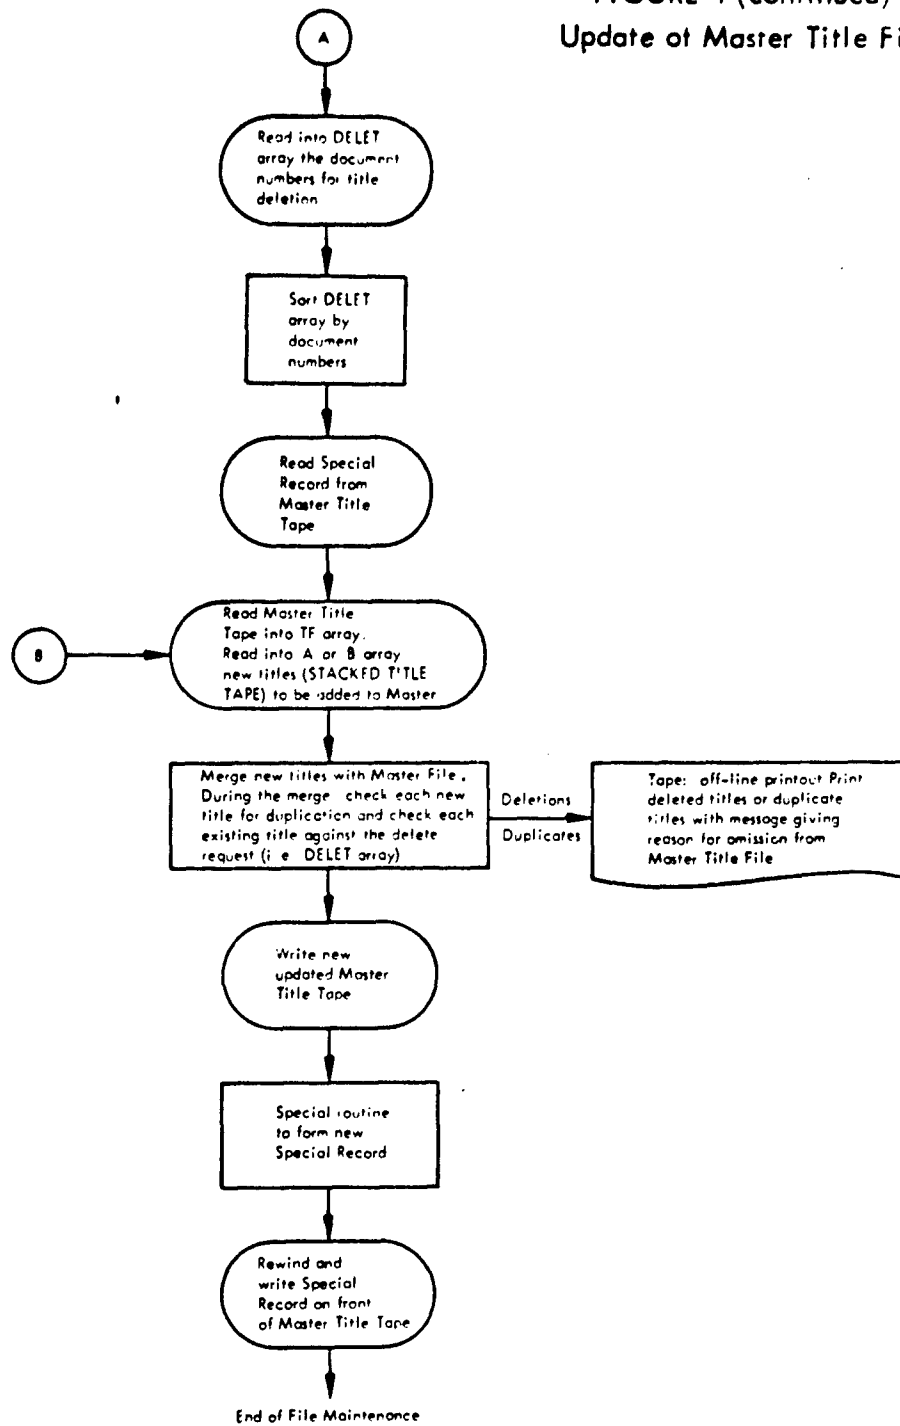 FIGURE 4 (continued)
Update of Master Title Fi
A
Read into DELET
array the document
numbers for title
deletion
Sort DELET
array by
document
numbers
Read Special
Record from
Master Title
Tape
B
Read Master Title
Tape into TF array.
Read into A or B array
new titles (STACKED TITLE
TAPE) to be added to Master
Merge new titles with Master File.
During the merge check each new
title for duplication and check each
existing title against the delete
request (i e DELET array)
Deletions
Duplicates
Tape: off-line printout Print
deleted titles or duplicate
titles with message giving
reason for omission from
Master Title File
Write new
updated Master
Title Tape
Special routine
to form new
Special Record
Rewind and
write Special
Record on front
of Master Title Tape
End of File Maintenance